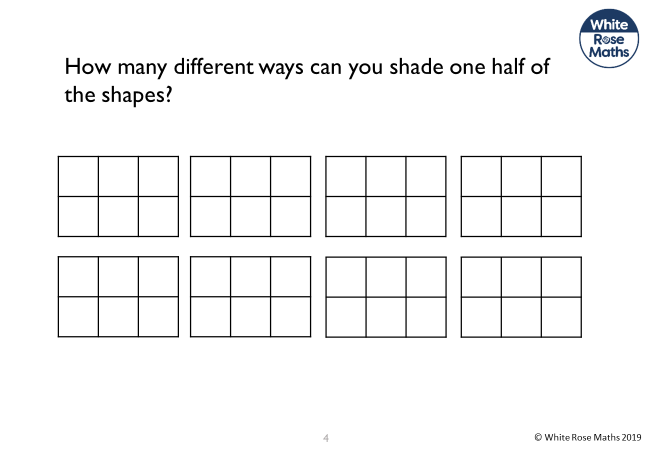 White
Rose
Maths
How many different ways can you shade one half of
the shapes?
4
© White Rose Maths 2019